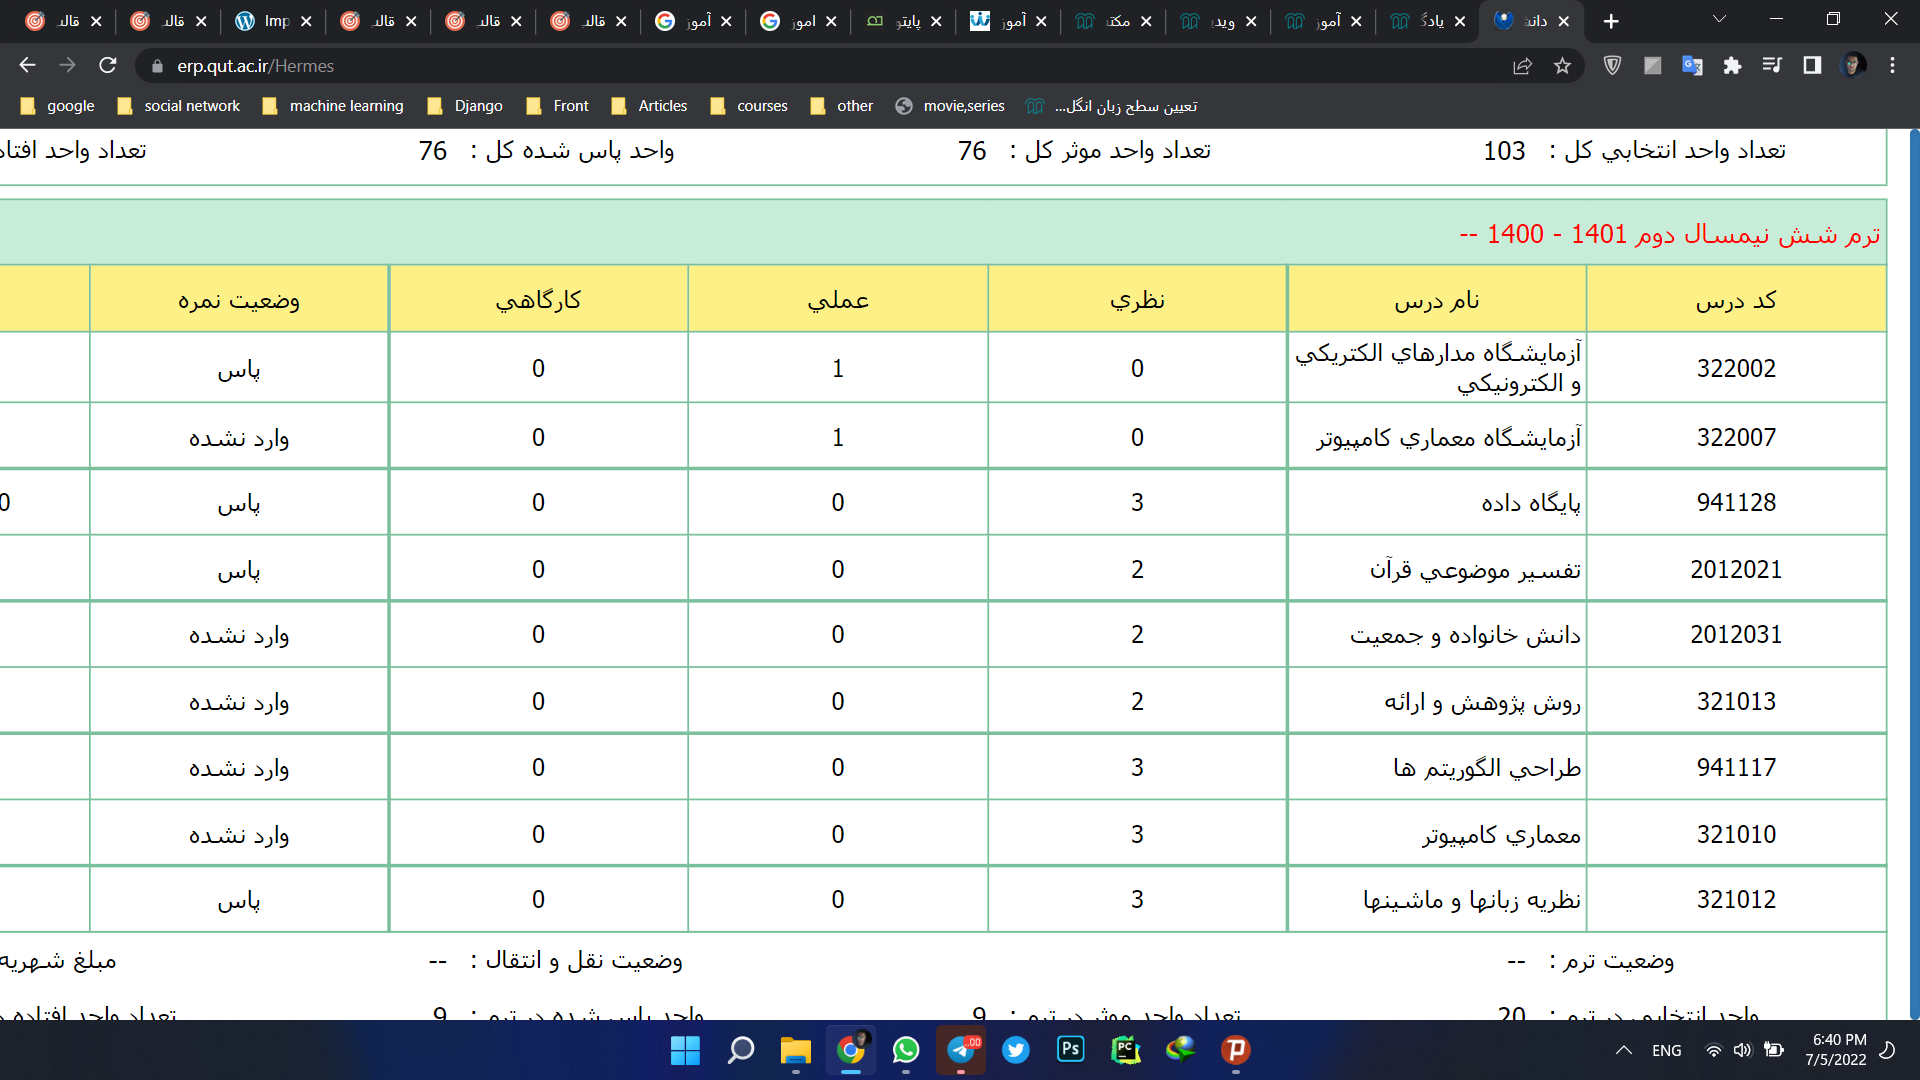 قالب
قالب
Imp
قالب
قالب
قالب
آموز
اموز
پایتو
آموز
مکتد
ویدی
آموز
یادگ
دانش
erp.qut.ac.ir/Hermes
google
social network
machine learning
Django
Front
Articles
courses
other
movie,series
تعیین سطح زبان انگل...
تعداد واحد انتخابي کل : 103 تعداد واحد موثر کل : 76 واحد پاس شده کل : 76 تعداد واحد
ترم شش نيمسال دوم 1401 - 1400 --
کد درس نام درس نظري عملي کارگاهي وضعيت نمره
322002 آزمايشگاه مدارهاي الکتريکي 0 1 0 پاس
و الکترونيکي
322007 آزمايشگاه معماري کامپيوتر 0 1 0 وارد نشده
941128 پايگاه داده 3 0 0 پاس 0
2012021 تفسير موضوعي قرآن 2 0 0 پاس
2012031 دانش خانواده و جمعيت 2 0 0 وارد نشده
321013 روش پژوهش و ارائه 2 0 0 وارد نشده
941117 طراحي الگوريتم ها 3 0 0 وارد نشده
321010 معماري کامپيوتر 3 0 0 وارد نشده
321012 نظريه زبانها و ماشينها 3 0 0 پاس
وضعيت ترم : -- وضعيت نقل و انتقال : -- مبلغ شهريه
واحد انتخابي در ترم : 20 تعداد واحد موثر در ترم : 9 واحد پاس شده در ترم : 9 تعداد واحد افتاده
..00
Ps
PC
ENG
6:40 PM
7/5/2022